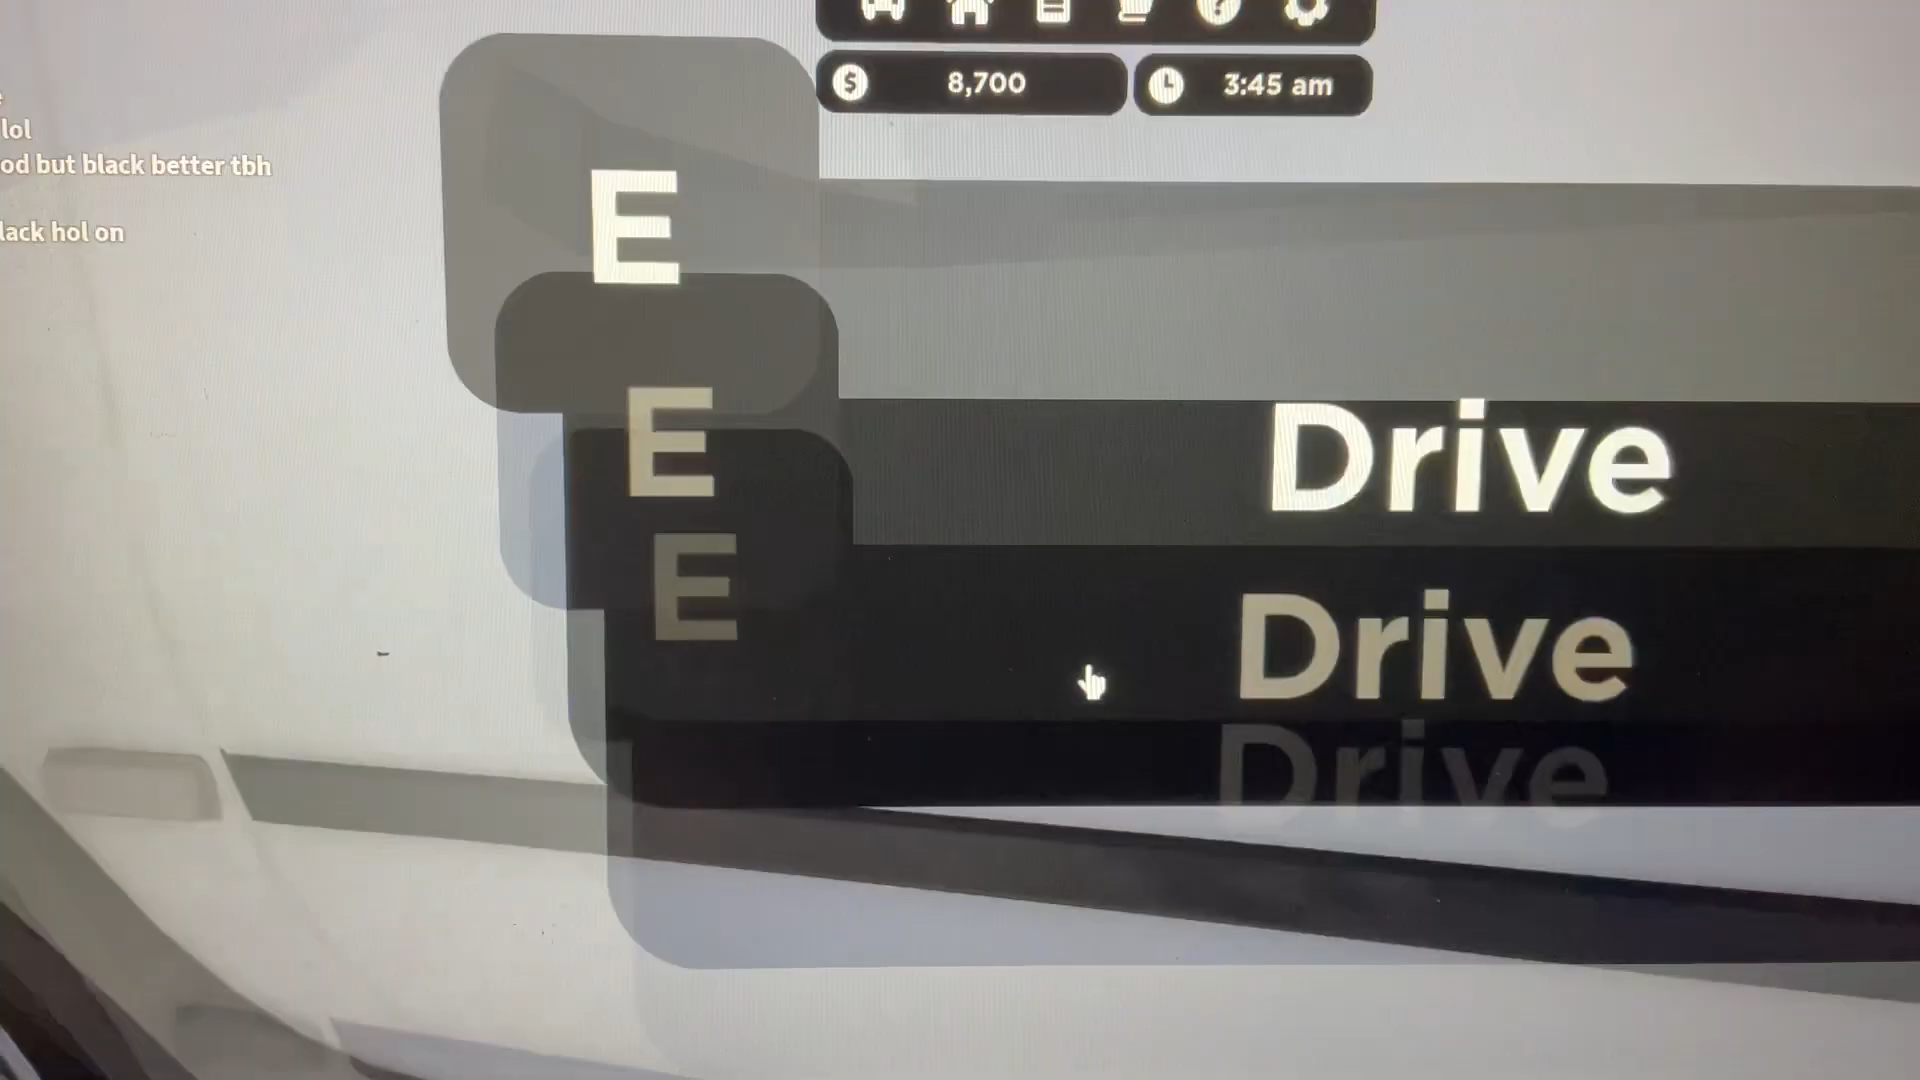 8,700
3:45 am
lol
od but black better tbh
lack hol on
E
E
E
Drive
Drive
Drive